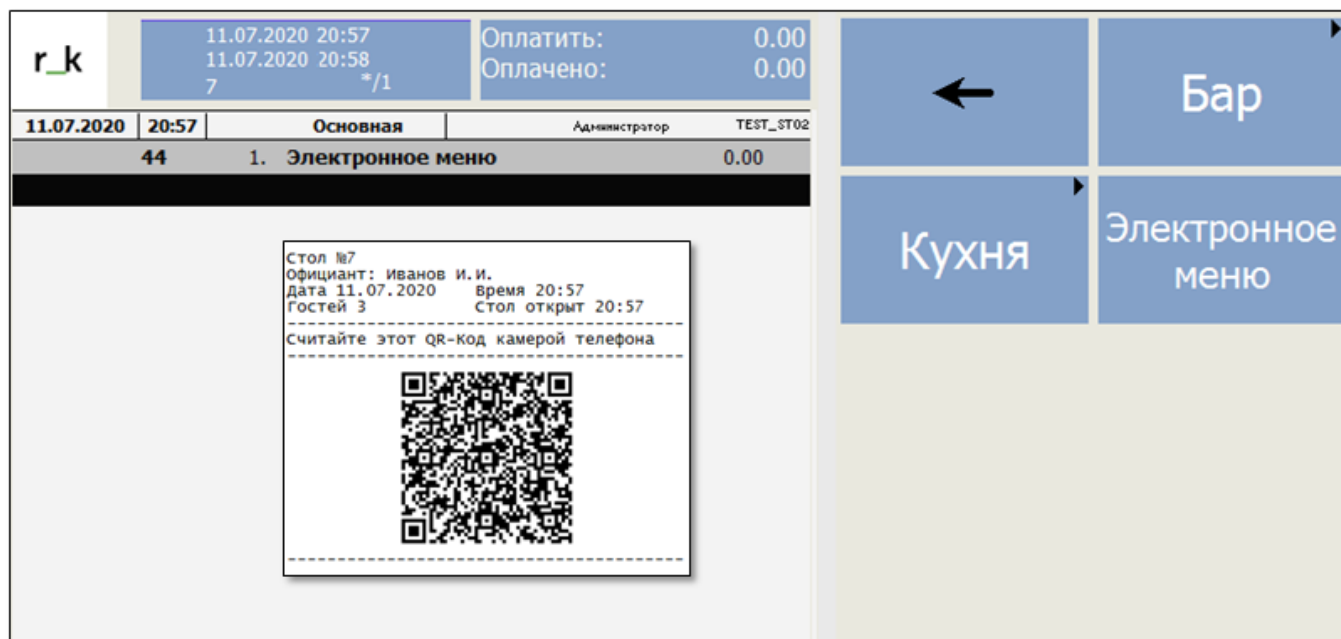 r_k
11.07.2020 20:57
11.07.2020 20:58
7 */1
Оплатить: 0.00
Оплачено: 0.00
11.07.2020 20:57 Основная Администратор TEST_ST02
44 1. Электронное меню 0.00
Стол №7
Официант: Иванов И.И.
Дата 11.07.2020 Время 20:57
Гостей 3 Стол открыт 20:57
----------------------------------------
Считайте этот QR-Код камерой телефона
----------------------------------------
----------------------------------------
Бар
Кухня
Электронное
меню